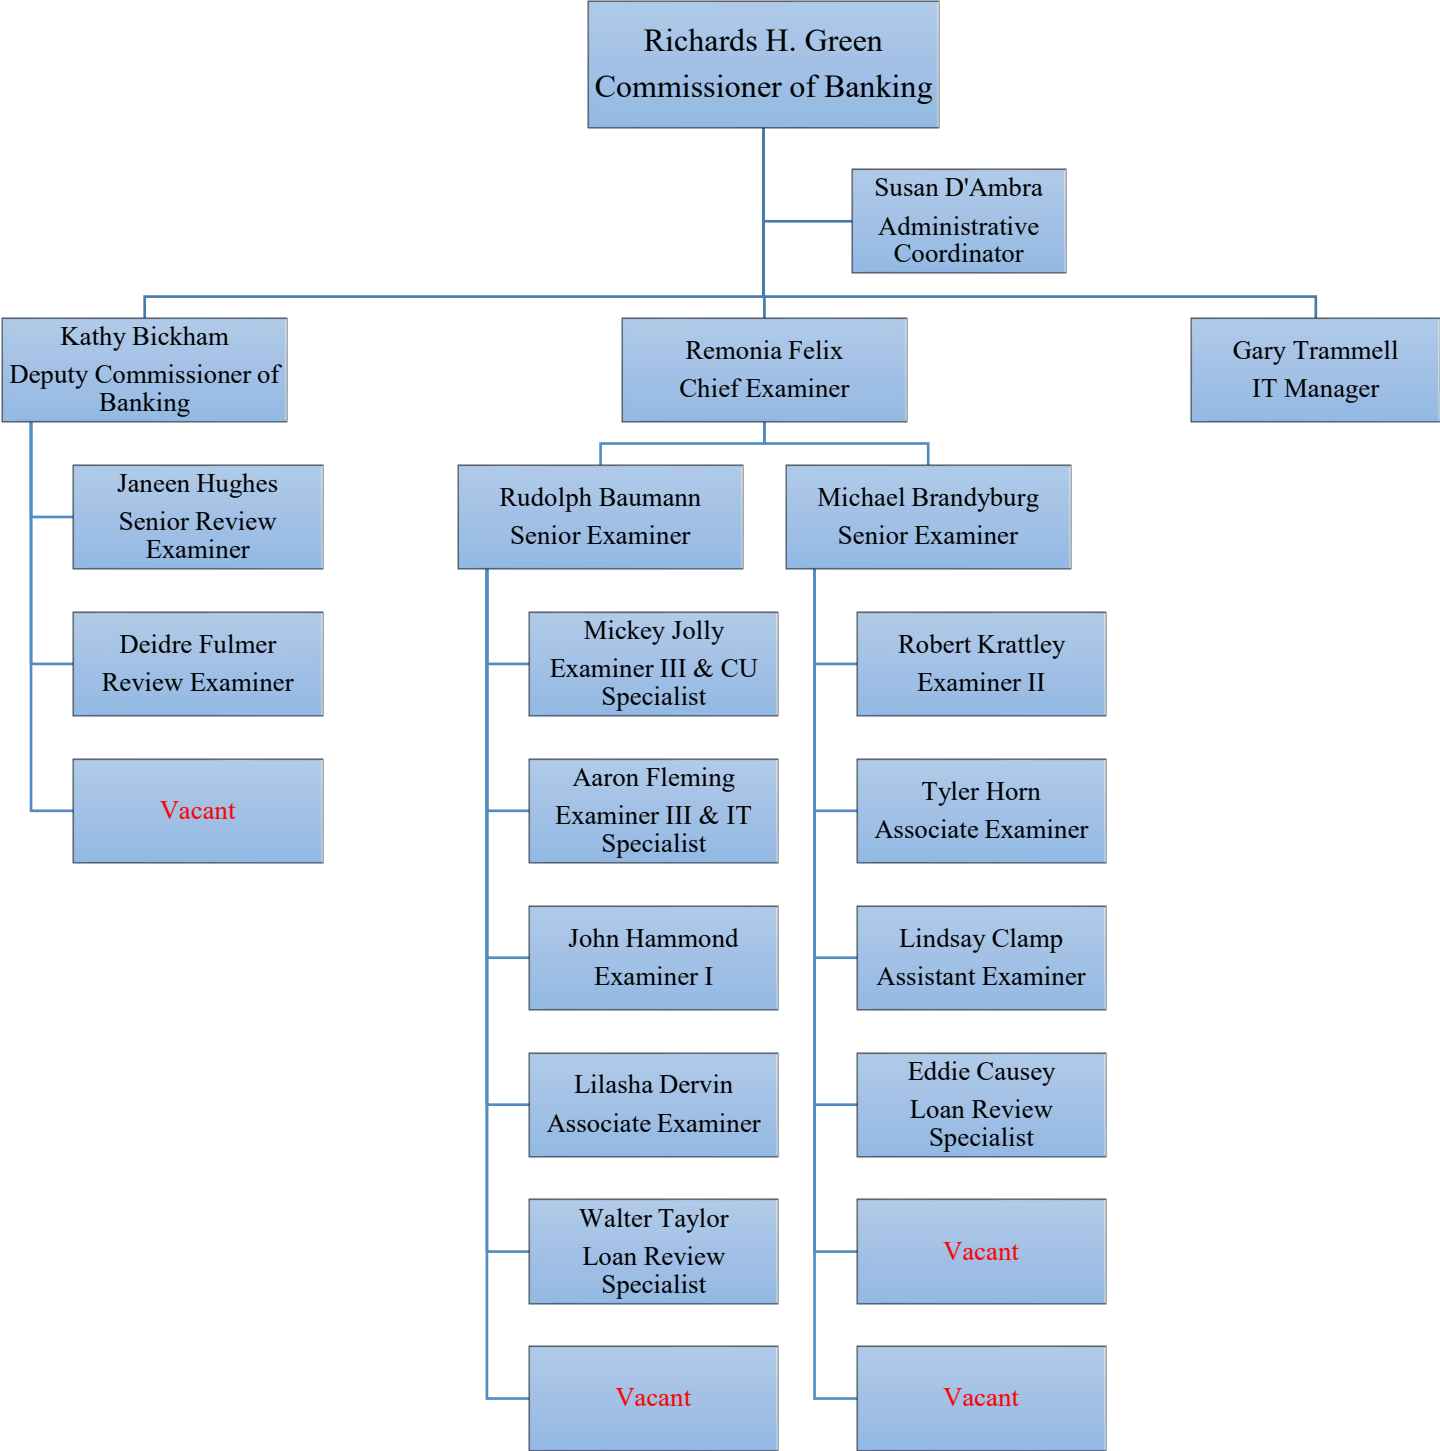 Richards H. Green
Commissioner of Banking
Susan D'Ambra
Administrative
Coordinator
Kathy Bickham
Deputy Commissioner of
Banking
Remonia Felix
Chief Examiner
Gary Trammell
IT Manager
Janeen Hughes
Senior Review
Examiner
Deidre Fulmer
Review Examiner
Vacant
Rudolph Baumann
Senior Examiner
Mickey Jolly
Examiner III & CU
Specialist
Aaron Fleming
Examiner III & IT
Specialist
John Hammond
Examiner I
Lilasha Dervin
Associate Examiner
Walter Taylor
Loan Review
Specialist
Vacant
Michael Brandyburg
Senior Examiner
Robert Krattley
Examiner II
Tyler Horn
Associate Examiner
Lindsay Clamp
Assistant Examiner
Eddie Causey
Loan Review
Specialist
Vacant
Vacant